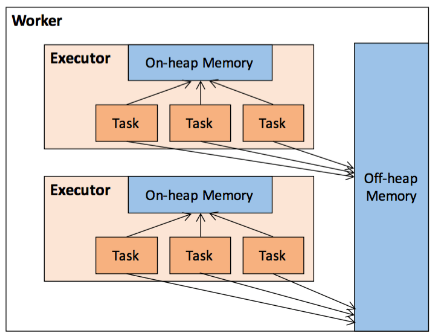 Worker
Executor
On-heap Memory
Task
Task
Task
Executor
On-heap Memory
Task
Task
Task
Off-heap
Memory